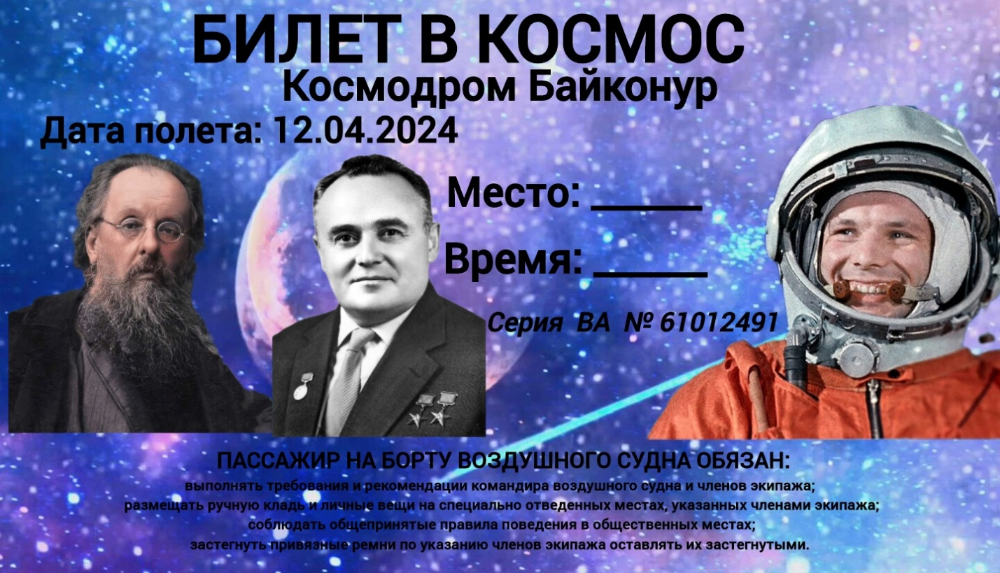 БИЛЕТ В КОСМОС
Космодром Байконур
Дата полета: 12.04.2024
Место: _____
Время: _____
Серия ВА № 61012491
ПАССАЖИР НА БОРТУ ВОЗДУШНОГО СУДНА ОБЯЗАН:
выполнять требования и рекомендации командира воздушного судна и членов экипажа;
размещать ручную кладь и личные вещи на специально отведенных местах, указанных членами экипажа;
соблюдать общепринятые правила поведения в общественных местах;
застегнуть привязные ремни по указанию членов экипажа оставлять их застегнутыми.